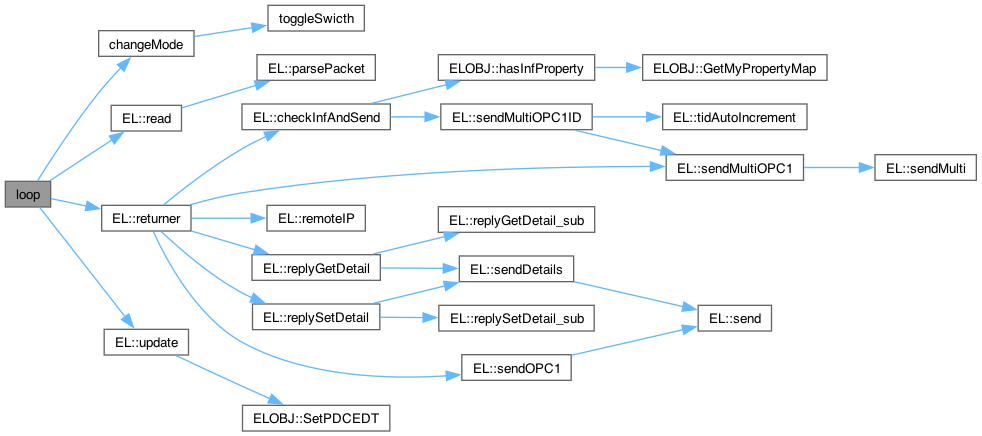 toggleSwicth
changeMode
EL::parsePacket
ELOBJ::hasInfProperty
ELOBJ::GetMyPropertyMap
EL::read
EL::checkInfAndSend
EL::sendMultiOPC1ID
EL::tidAutoIncrement
EL::sendMultiOPC1
EL::sendMulti
loop
EL::returner
EL::remoteIP
EL::replyGetDetail_sub
EL::replyGetDetail
EL::sendDetails
EL::replySetDetail
EL::replySetDetail_sub
EL::send
EL::update
EL::sendOPC1
ELOBJ::SetPDCEDT